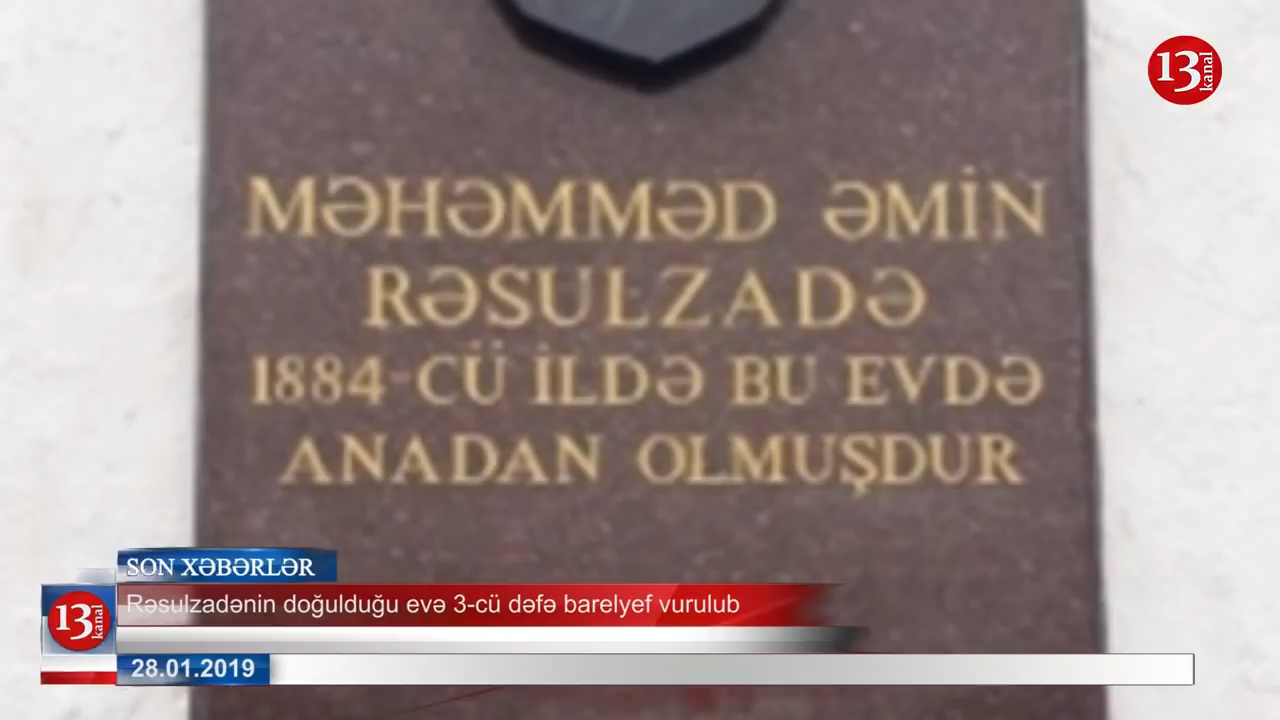 13 kanal
MƏHƏMMƏD ƏMİN
RƏSULZADƏ
1884-CÜ İLDƏ BU EVDƏ
ANADAN OLMUŞDUR
SON XƏBƏRLƏR
Rəsulzadənin doğulduğu evə 3-cü dəfə barelyef vurulub
13 kanal
28.01.2019